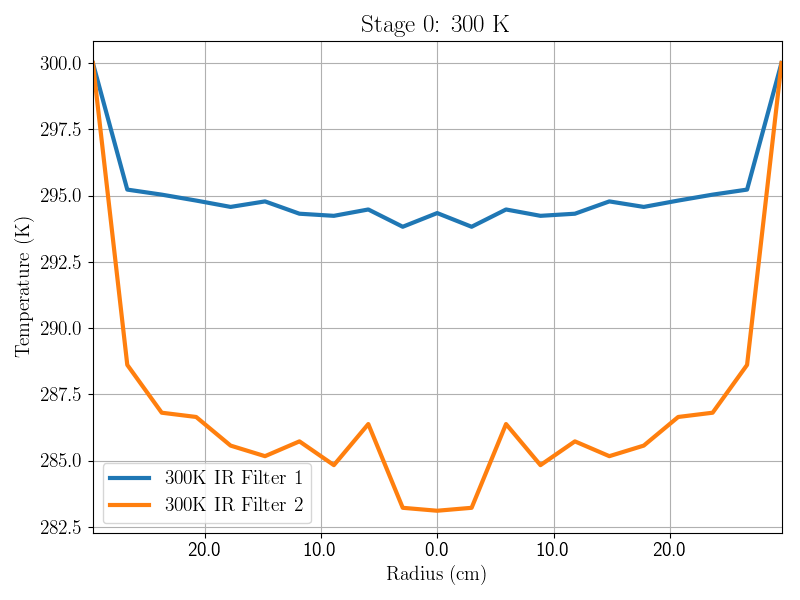 Stage 0: 300 K
300.0
297.5
295.0
292.5
290.0
287.5
285.0
282.5
Temperature (K)
300K IR Filter 1
300K IR Filter 2
20.0 10.0 0.0 10.0 20.0
Radius (cm)